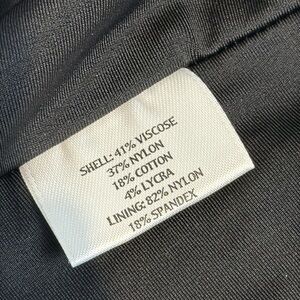 SHELL: 41% VISCOSE
37% NYLON
18% COTTON
4% LYCRA
LINING: 82% NYLON
18% SPANDEX